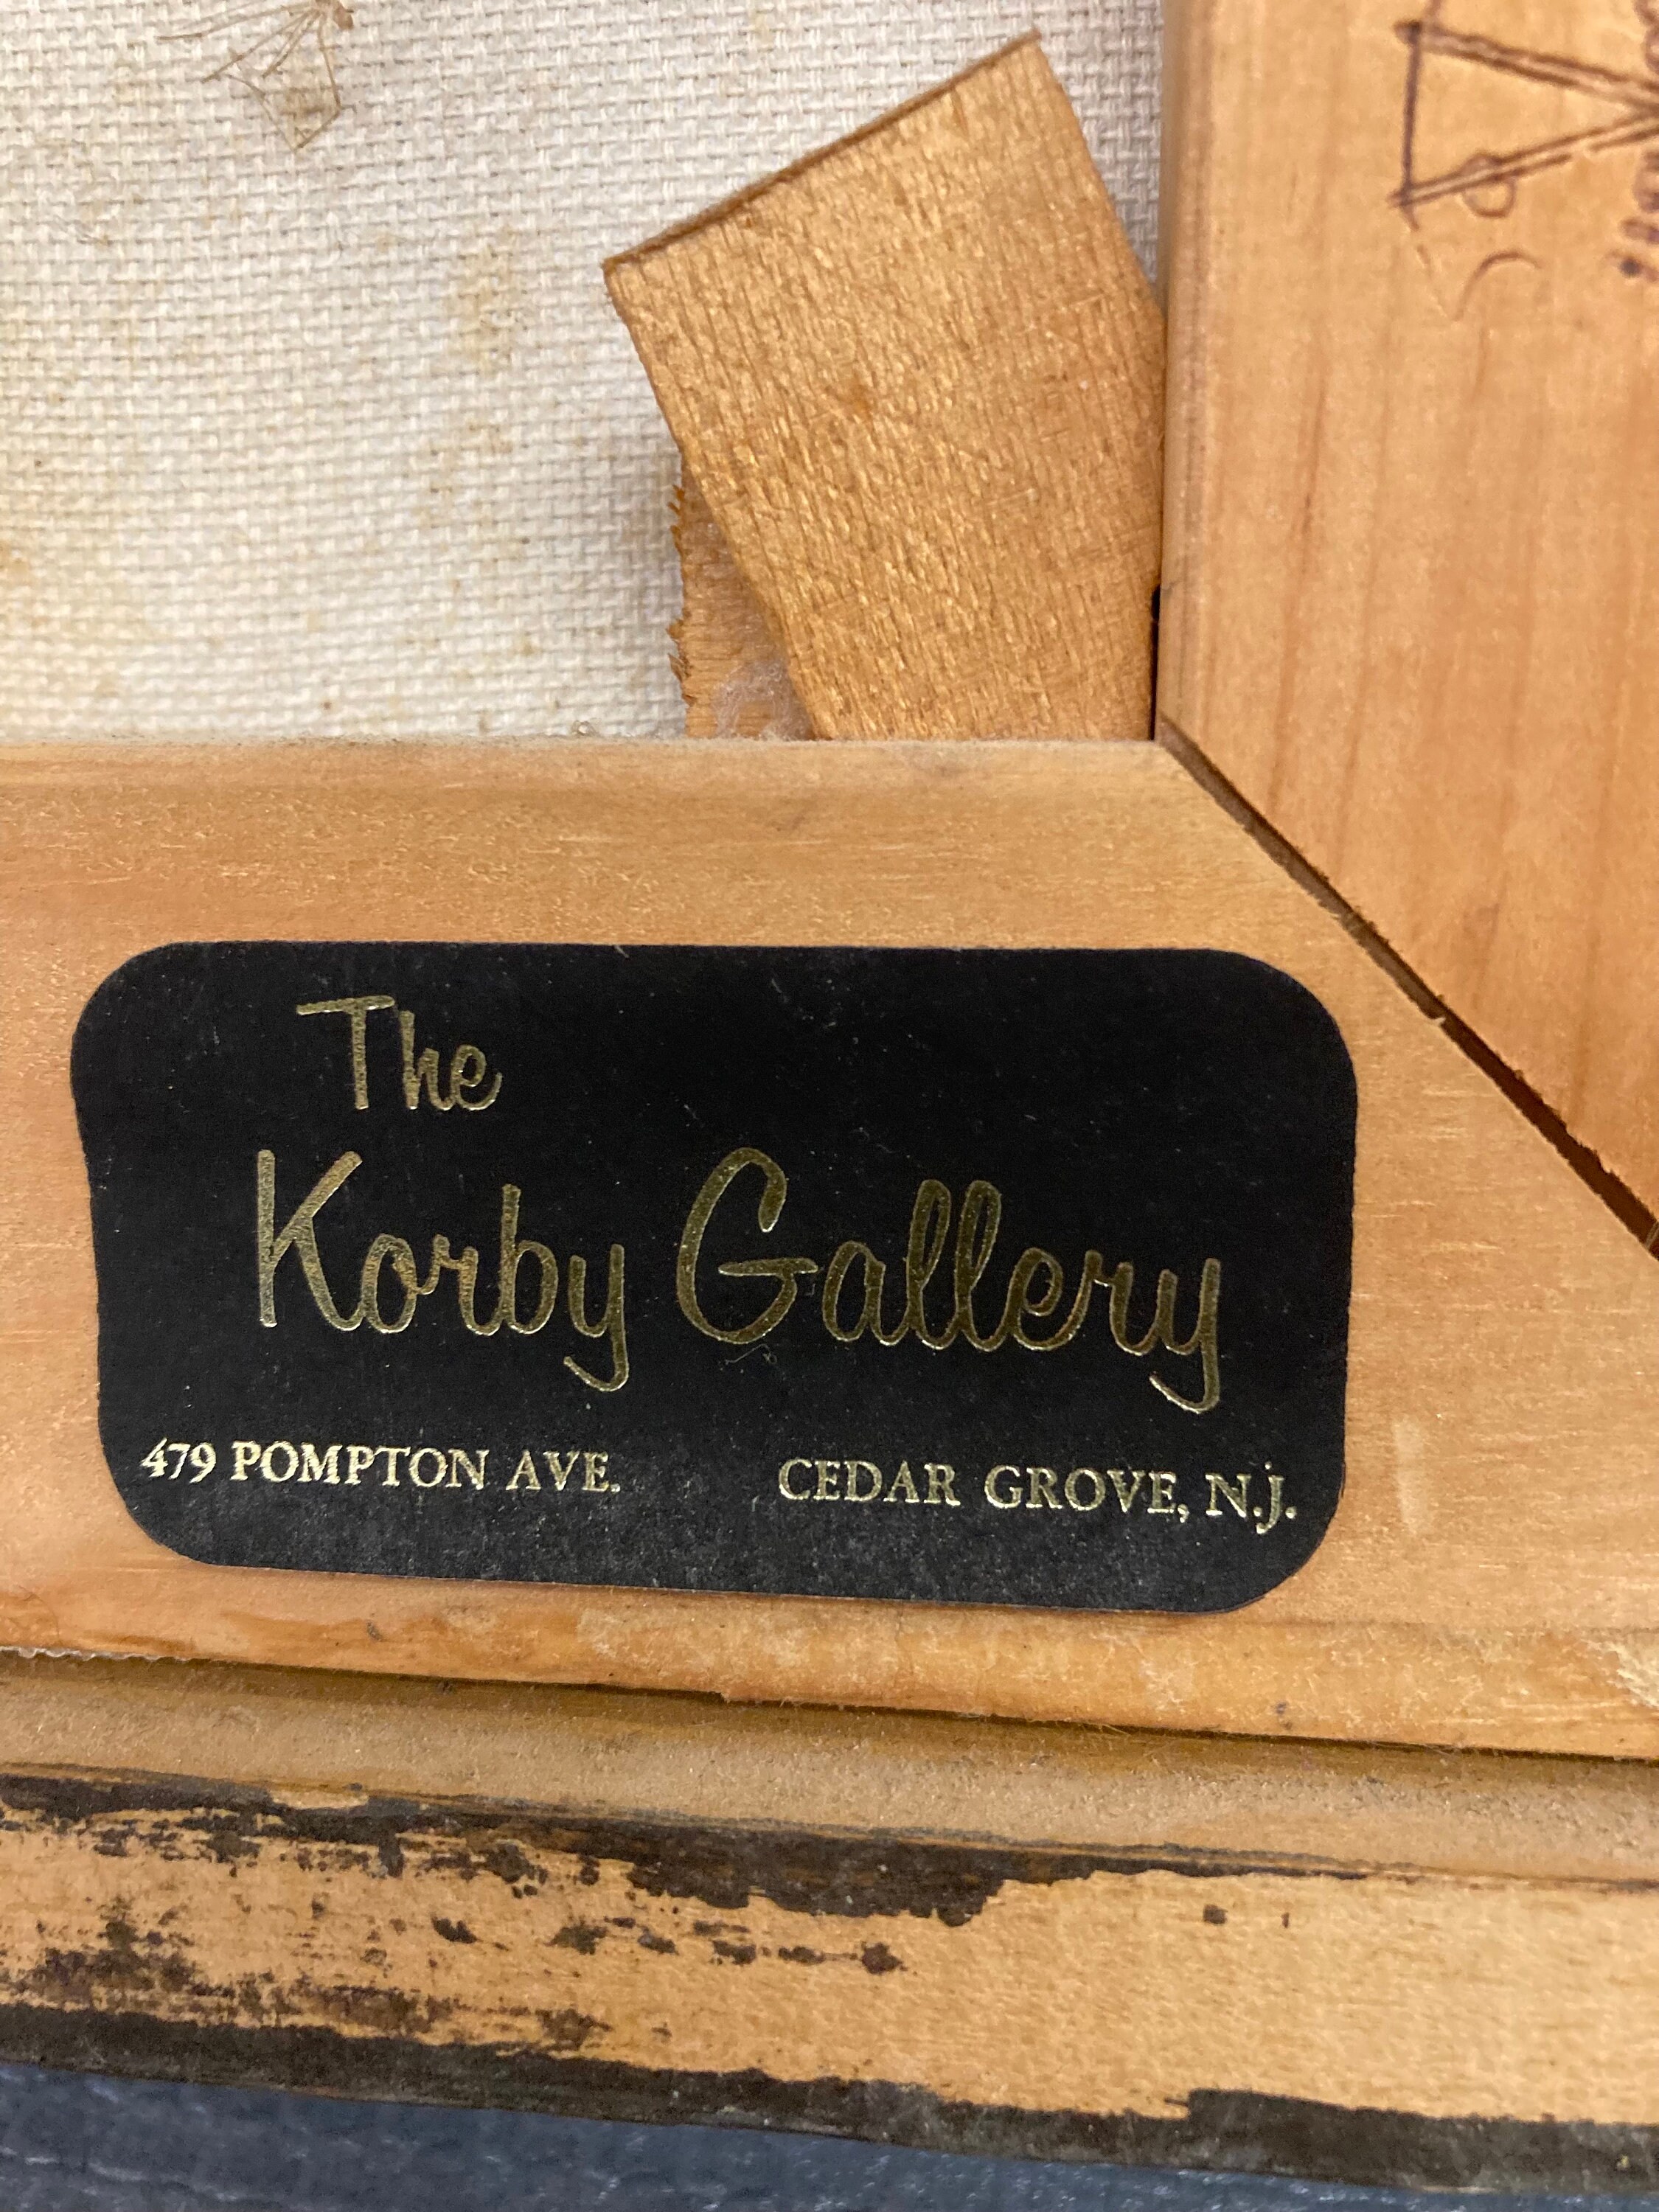 The
Korby Gallery
479 POMPTON AVE. CEDAR GROVE, N.J.